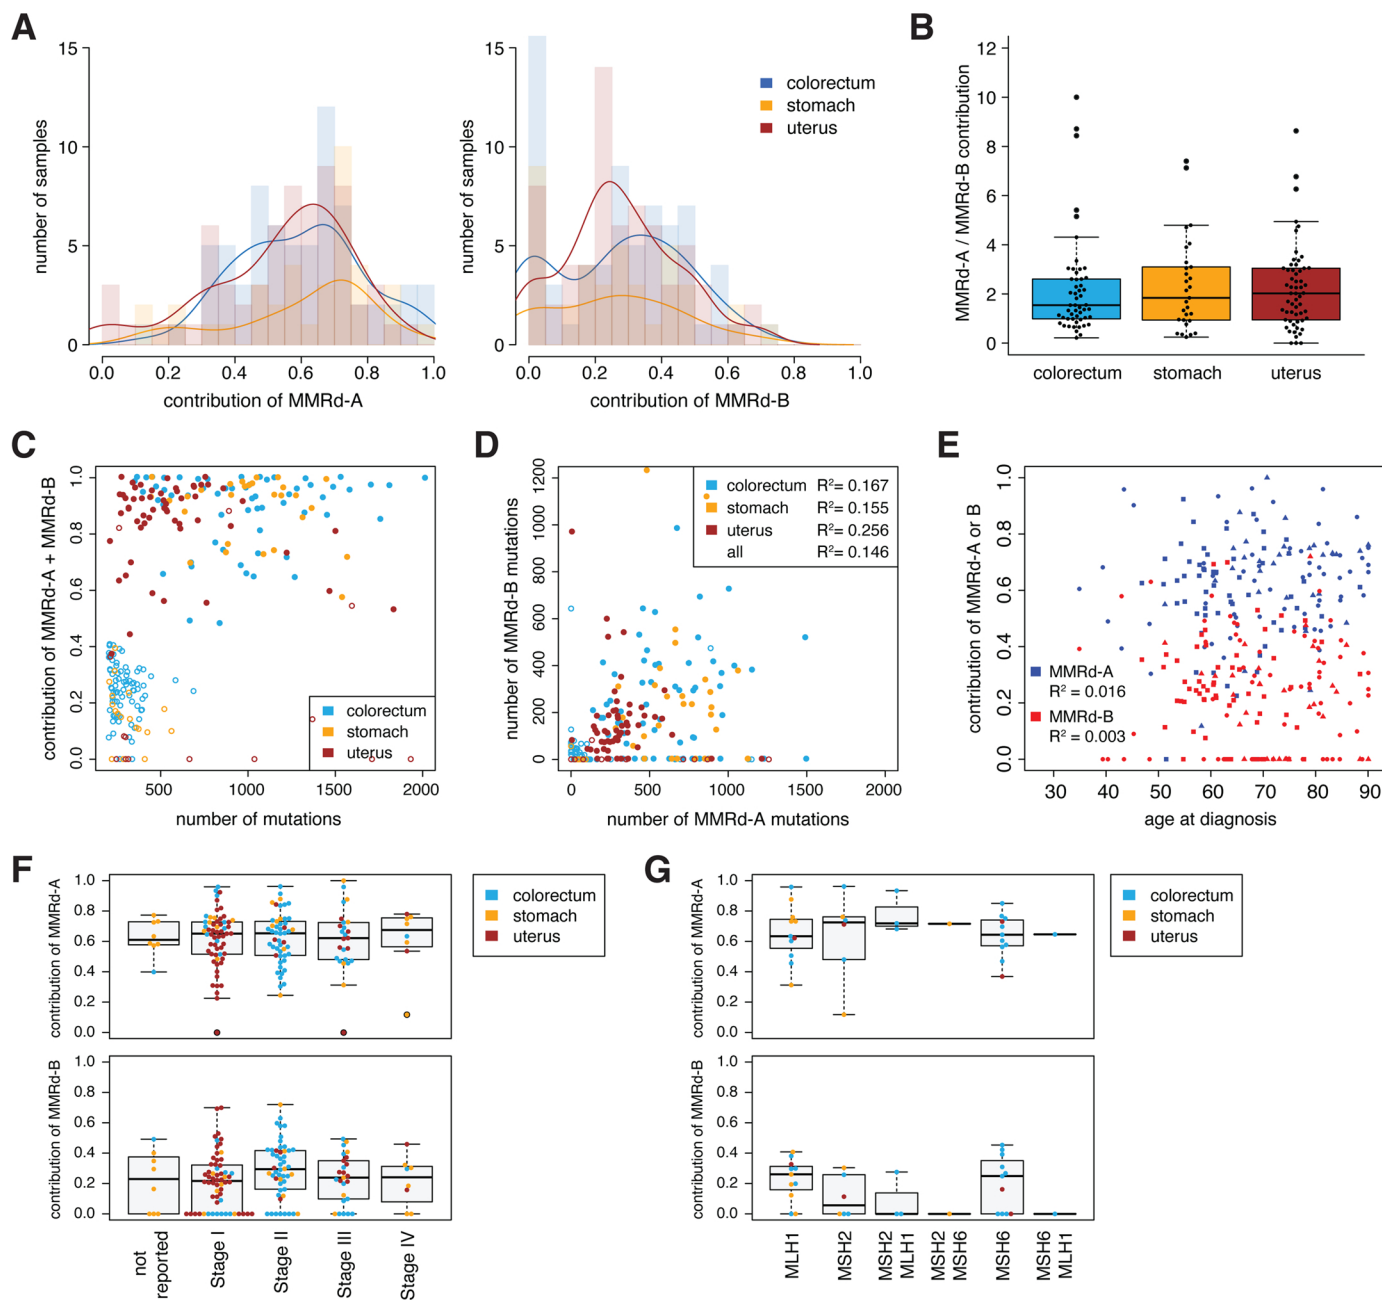 A
15
10
5
0
number of samples
0.0 0.2 0.4 0.6 0.8 1.0
contribution of MMRd-A
15
10
5
0
number of samples
0.0 0.2 0.4 0.6 0.8 1.0
contribution of MMRd-B
colorectum
stomach
uterus
B
12
10
8
6
4
2
0
MMRd-A / MMRd-B contribution
colorectum stomach uterus
C
1.0
0.8
0.6
0.4
0.2
0.0
contribution of MMRd-A + MMRd-B
colorectum
stomach
uterus
500 1000 1500 2000
number of mutations
D
1200
1000
800
600
400
200
0
number of MMRd-B mutations
colorectum R²= 0.167
stomach R²= 0.155
uterus R²= 0.256
all R²= 0.146
0 500 1000 1500 2000
number of MMRd-A mutations
E
1.0
0.8
0.6
0.4
0.2
0.0
contribution of MMRd-A or B
MMRd-A
R² = 0.016
MMRd-B
R² = 0.003
30 40 50 60 70 80 90
age at diagnosis
F
1.0
0.8
0.6
0.4
0.2
0.0
contribution of MMRd-A
colorectum
stomach
uterus
1.0
0.8
0.6
0.4
0.2
0.0
contribution of MMRd-B
not
reported
Stage I
Stage II
Stage III
Stage IV
G
1.0
0.8
0.6
0.4
0.2
0.0
contribution of MMRd-A
colorectum
stomach
uterus
1.0
0.8
0.6
0.4
0.2
0.0
contribution of MMRd-B
MLH1
MSH2
MSH2
MLH1
MSH2
MSH6
MSH6
MSH6
MLH1